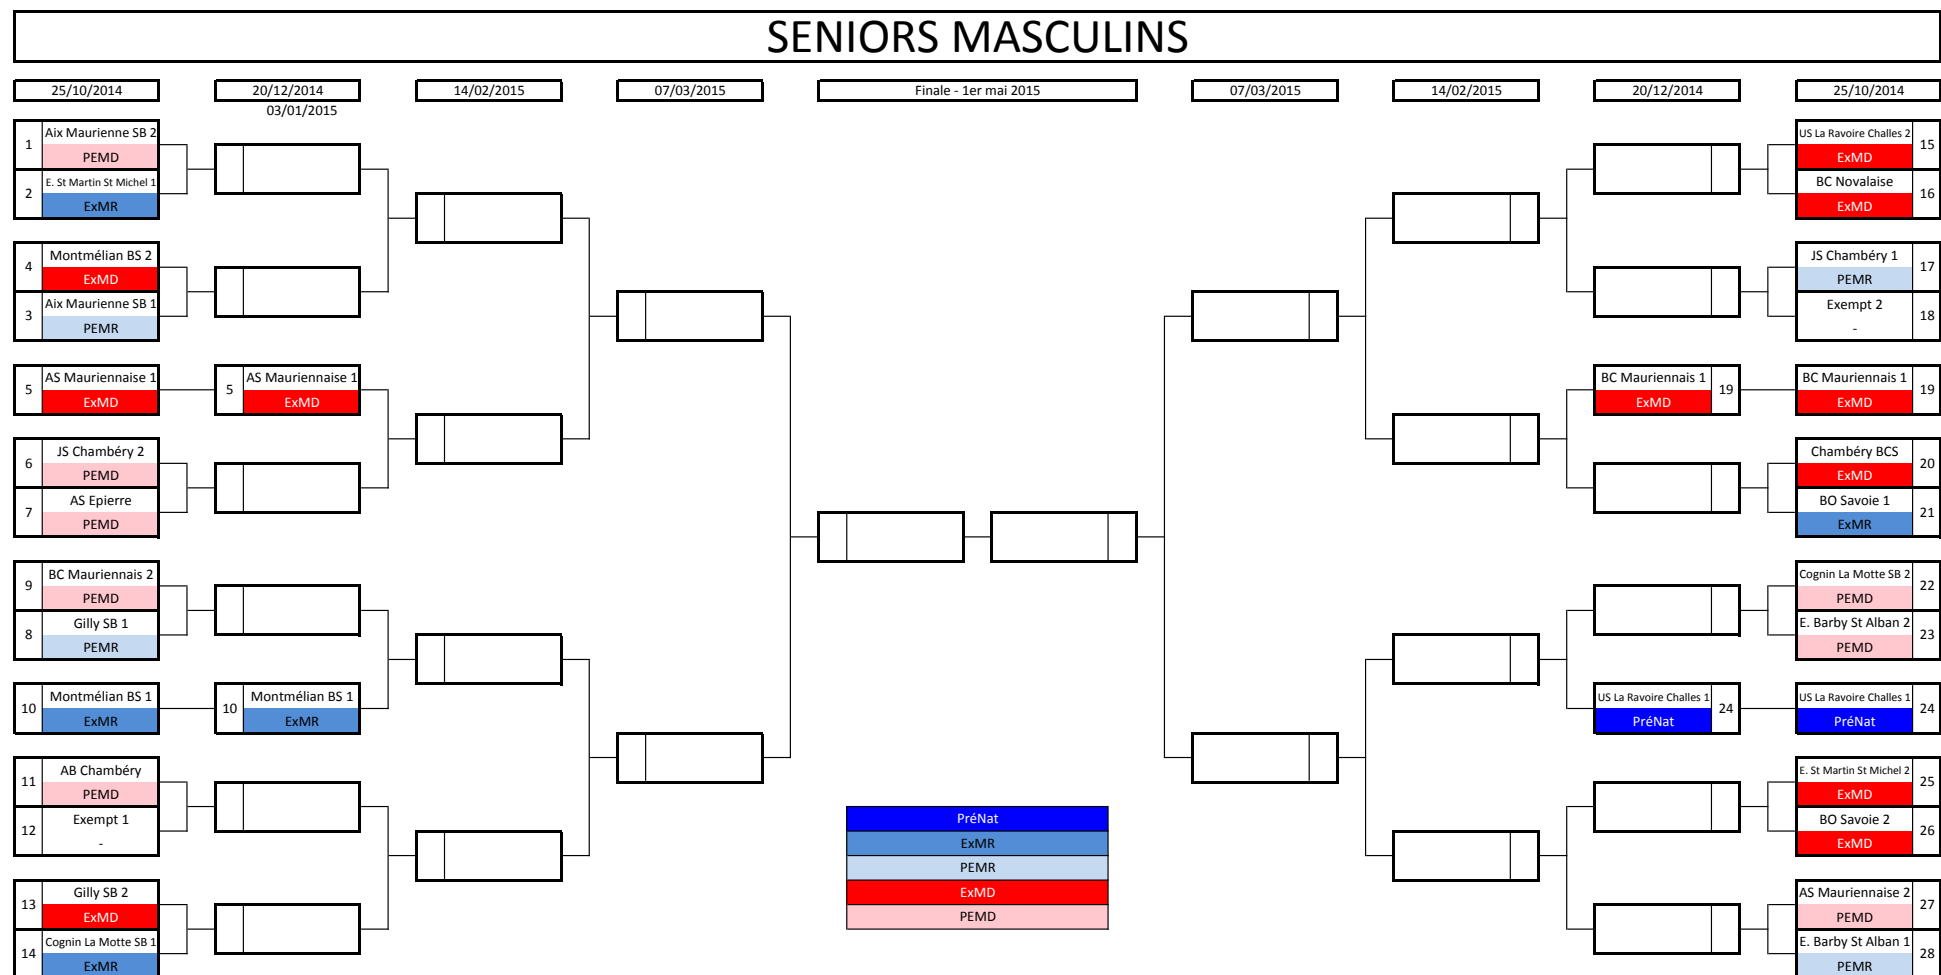 SENIORS MASCULINS
25/10/2014
20/12/2014
14/02/2015
07/03/2015
Finale - 1er mai 2015
07/03/2015
14/02/2015
20/12/2014
25/10/2014
03/01/2015
1
Aix Maurienne SB 2
PEMD
2
E. St Martin St Michel 1
ExMR
4
Montmélian BS 2
ExMD
3
Aix Maurienne SB 1
PEMR
5
AS Mauriennaise 1
ExMD
5
AS Mauriennaise 1
ExMD
6
JS Chambéry 2
PEMD
7
AS Epierre
PEMD
9
BC Mauriennais 2
PEMD
8
Gilly SB 1
PEMR
10
Montmélian BS 1
ExMR
10
Montmélian BS 1
ExMR
11
AB Chambéry
PEMD
12
Exempt 1
-
13
Gilly SB 2
ExMD
14
Cognin La Motte SB 1
ExMR
PréNat
ExMR
PEMR
ExMD
PEMD
US La Ravoire Challes 2
15
ExMD
BC Novalaise
16
ExMD
JS Chambéry 1
17
PEMR
Exempt 2
18
-
BC Mauriennais 1
19
ExMD
BC Mauriennais 1
19
ExMD
Chambéry BCS
20
ExMD
BO Savoie 1
21
ExMR
Cognin La Motte SB 2
22
PEMD
E. Barby St Alban 2
23
PEMD
US La Ravoire Challes 1
24
PréNat
US La Ravoire Challes 1
24
PréNat
E. St Martin St Michel 2
25
ExMD
BO Savoie 2
26
ExMD
AS Mauriennaise 2
27
PEMD
E. Barby St Alban 1
28
PEMR